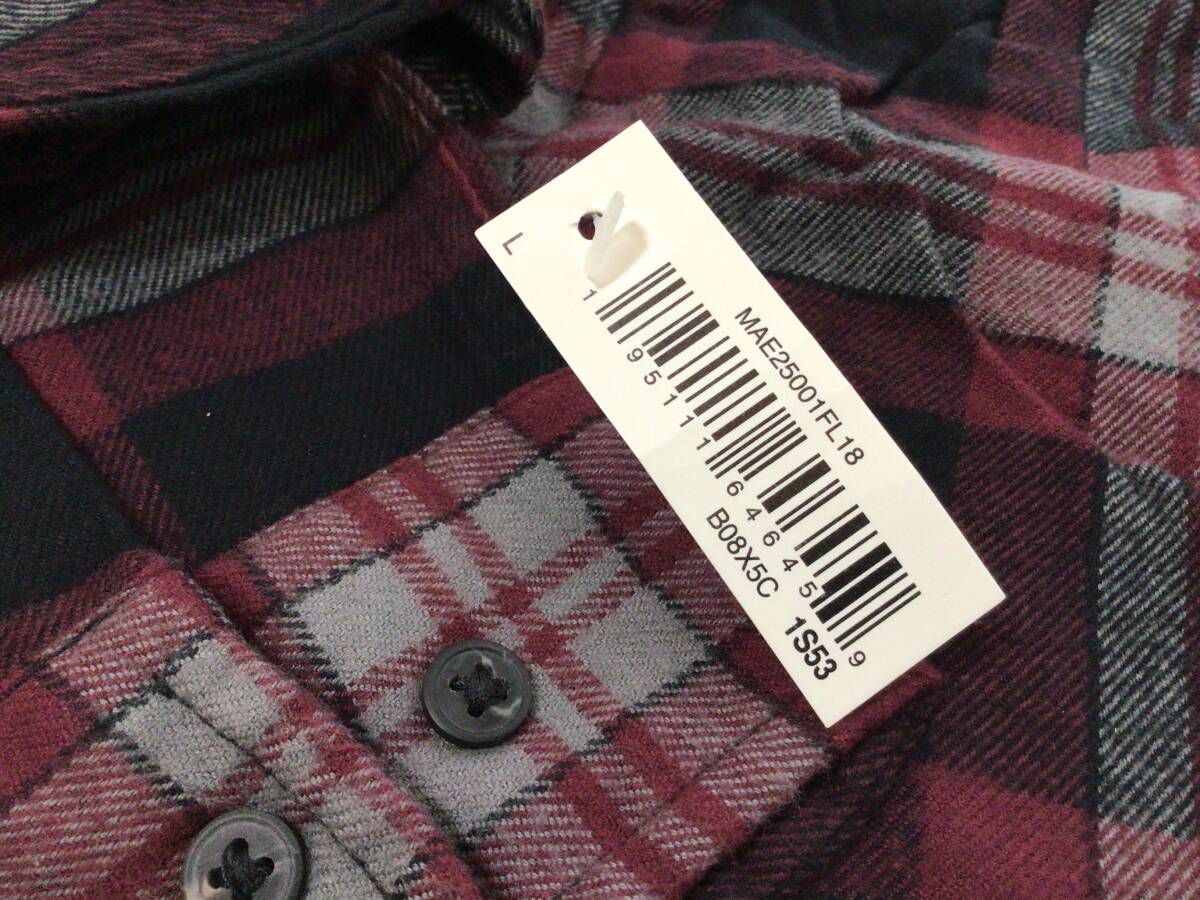 L
MAE25001FL18
1 95111 64645 9
B08X5C 1S53